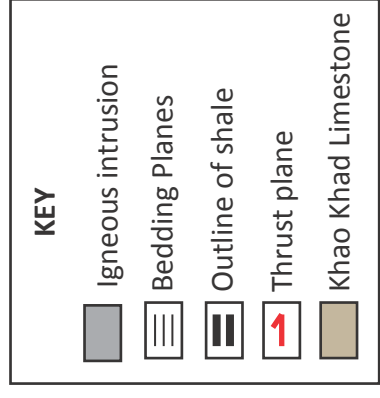 KEY
Igneous intrusion
Bedding Planes
Outline of shale
Thrust plane
Khao Khad Limestone